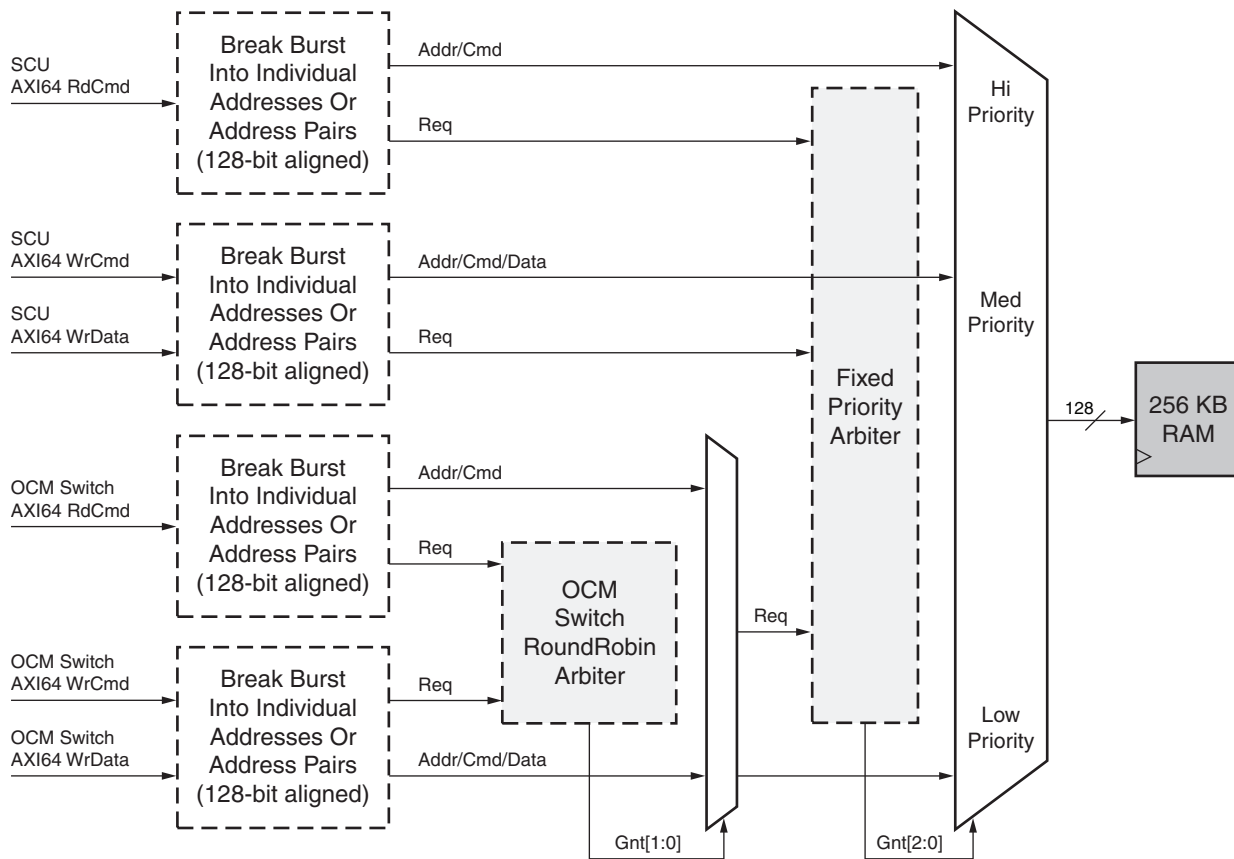 SCU
AXI64 RdCmd
Break Burst
Into Individual
Addresses Or
Address Pairs
(128-bit aligned)
Addr/Cmd
Req
Hi
Priority
SCU
AXI64 WrCmd
SCU
AXI64 WrData
Break Burst
Into Individual
Addresses Or
Address Pairs
(128-bit aligned)
Addr/Cmd/Data
Req
Med
Priority
Fixed
Priority
Arbiter
128
256 KB
RAM
OCM Switch
AXI64 RdCmd
Break Burst
Into Individual
Addresses Or
Address Pairs
(128-bit aligned)
Addr/Cmd
Req
OCM
Switch
RoundRobin
Arbiter
Req
OCM Switch
AXI64 WrCmd
OCM Switch
AXI64 WrData
Break Burst
Into Individual
Addresses Or
Address Pairs
(128-bit aligned)
Req
Addr/Cmd/Data
Low
Priority
Gnt[1:0]
Gnt[2:0]